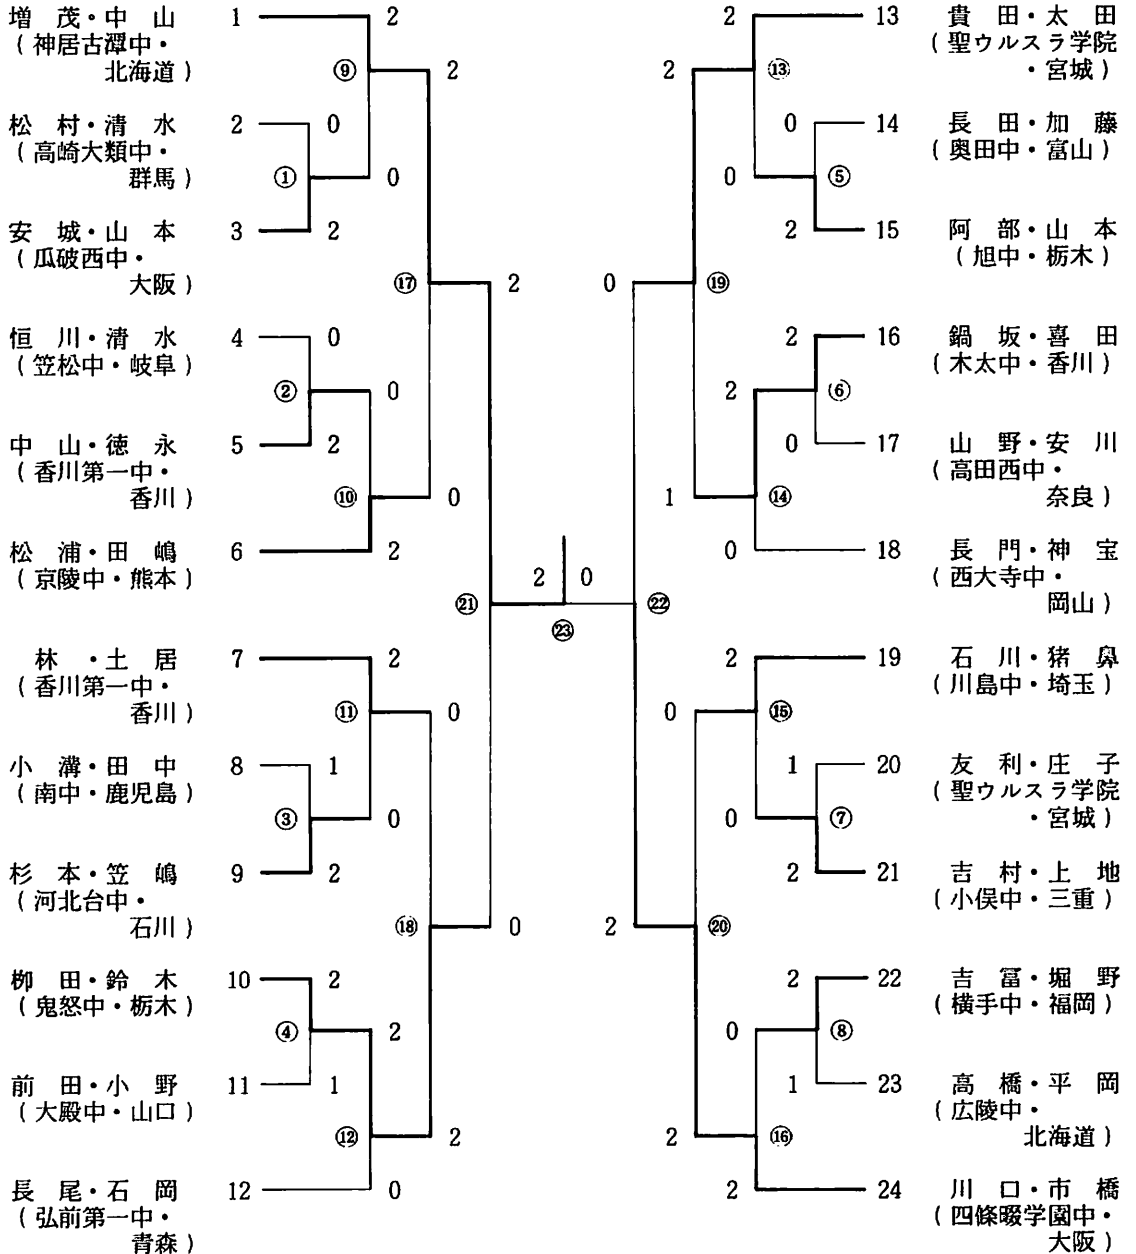 増　茂・中　山 1 2
(神居古潭中・
北海道) ⑨ 2
松　村・清　水 2 0
(高崎大類中・
群馬) ① 0
安　城・山　本 3 2
(瓜破西中・
大阪) ⑰ 2
恒　川・清　水 4 0
(笠松中・岐阜)
② 0
中　山・徳　永 5 2
(香川第一中・
香川) ⑩ 0
松　浦・田　嶋 6 2
(京陵中・熊本)
林　・土　居 7 2
(香川第一中・
香川) ⑪ 0
小　溝・田　中 8 1
(南中・鹿児島)
③ 0
杉　本・笠　嶋 9 2
(河北台中・
石川) ⑱ 0
柳　田・鈴　木 10 2
(鬼怒中・栃木)
④ 2
前　田・小　野 11 1
(大殿中・山口)
⑫ 2
長　尾・石　岡 12 0
(弘前第一中・
青森)
2 0
㉑ ㉒
㉓
2 13 貴　田・太　田
(聖ウルスラ学院
2 ⑬ ・宮城)
0 14 長　田・加　藤
(奥田中・富山)
0 ⑤
2 15 阿　部・山　本
(旭中・栃木)
0 ⑲
2 16 鍋　坂・喜　田
(木太中・香川)
2 ⑥
0 17 山　野・安　川
(高田西中・
1 ⑭ 奈良)
0 18 長　門・神　宝
(西大寺中・
岡山)
2 19 石　川・猪　鼻
(川島中・埼玉)
0 ⑮
1 20 友　利・庄　子
(聖ウルスラ学院
0 ⑦ ・宮城)
2 21 吉　村・上　地
(小俣中・三重)
2 ⑳
2 22 吉　冨・堀　野
(横手中・福岡)
0 ⑧
1 23 高　橋・平　岡
(広陵中・
2 ⑯ 北海道)
2 24 川　口・市　橋
(四條畷学園中・
大阪)